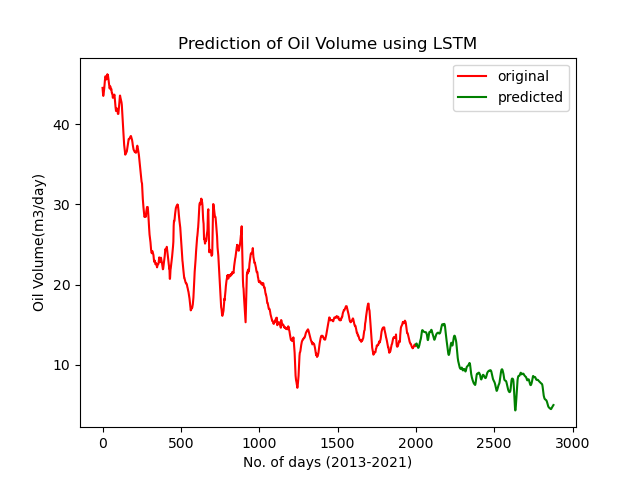 Prediction of Oil Volume using LSTM
original
predicted
40
30
20
10
Oil Volume(m3/day)
0
500
1000
1500
2000
2500
3000
No. of days (2013-2021)